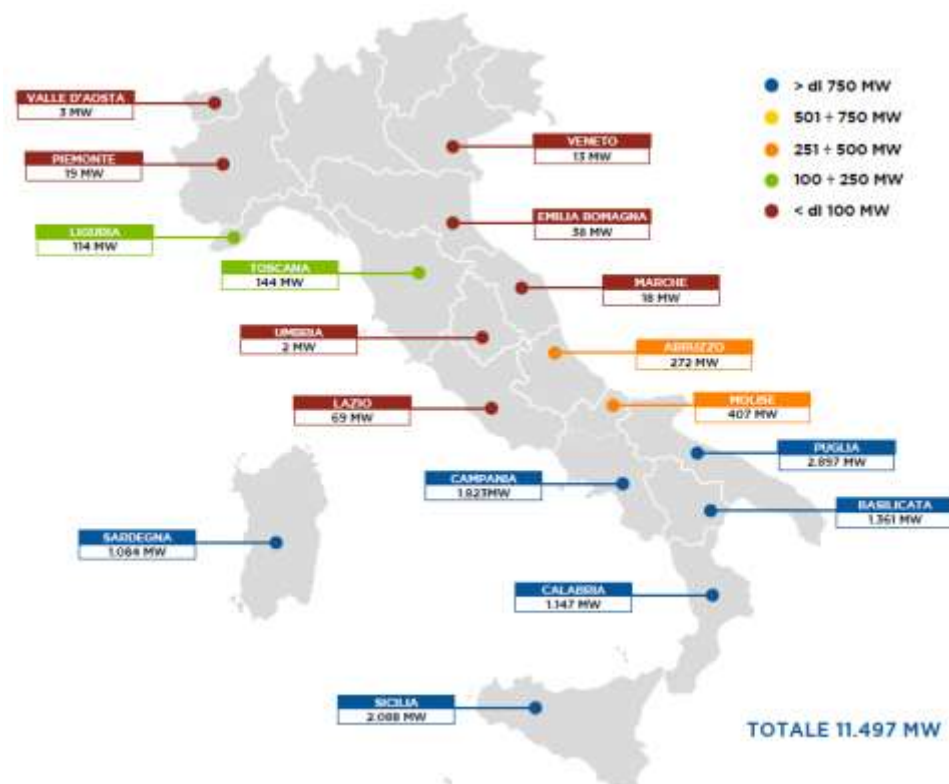 > di 750 MW
501 ÷ 750 MW
251 ÷ 500 MW
100 ÷ 250 MW
< di 100 MW
VALLE D'AOSTA
3 MW
PIEMONTE
19 MW
VENETO
13 MW
LIGURIA
114 MW
EMILIA ROMAGNA
38 MW
TOSCANA
144 MW
MARCHE
18 MW
UMBRIA
2 MW
ABRUZZO
272 MW
LAZIO
69 MW
MOLISE
407 MW
PUGLIA
2.897 MW
CAMPANIA
1.823MW
BASILICATA
1.361 MW
SARDEGNA
1.084 MW
CALABRIA
1.147 MW
SICILIA
2.088 MW
TOTALE 11.497 MW